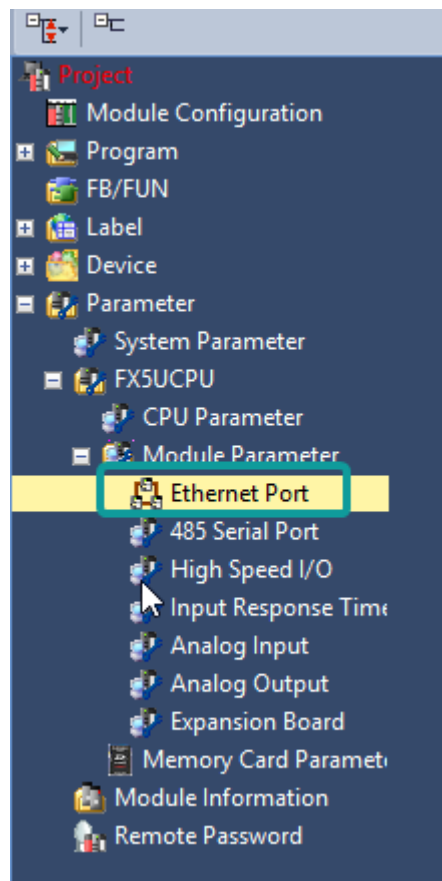 Project
Module Configuration
Program
FB/FUN
Label
Device
Parameter
System Parameter
FX5UCPU
CPU Parameter
Module Parameter
Ethernet Port
485 Serial Port
High Speed I/O
Input Response Time
Analog Input
Analog Output
Expansion Board
Memory Card Paramet
Module Information
Remote Password